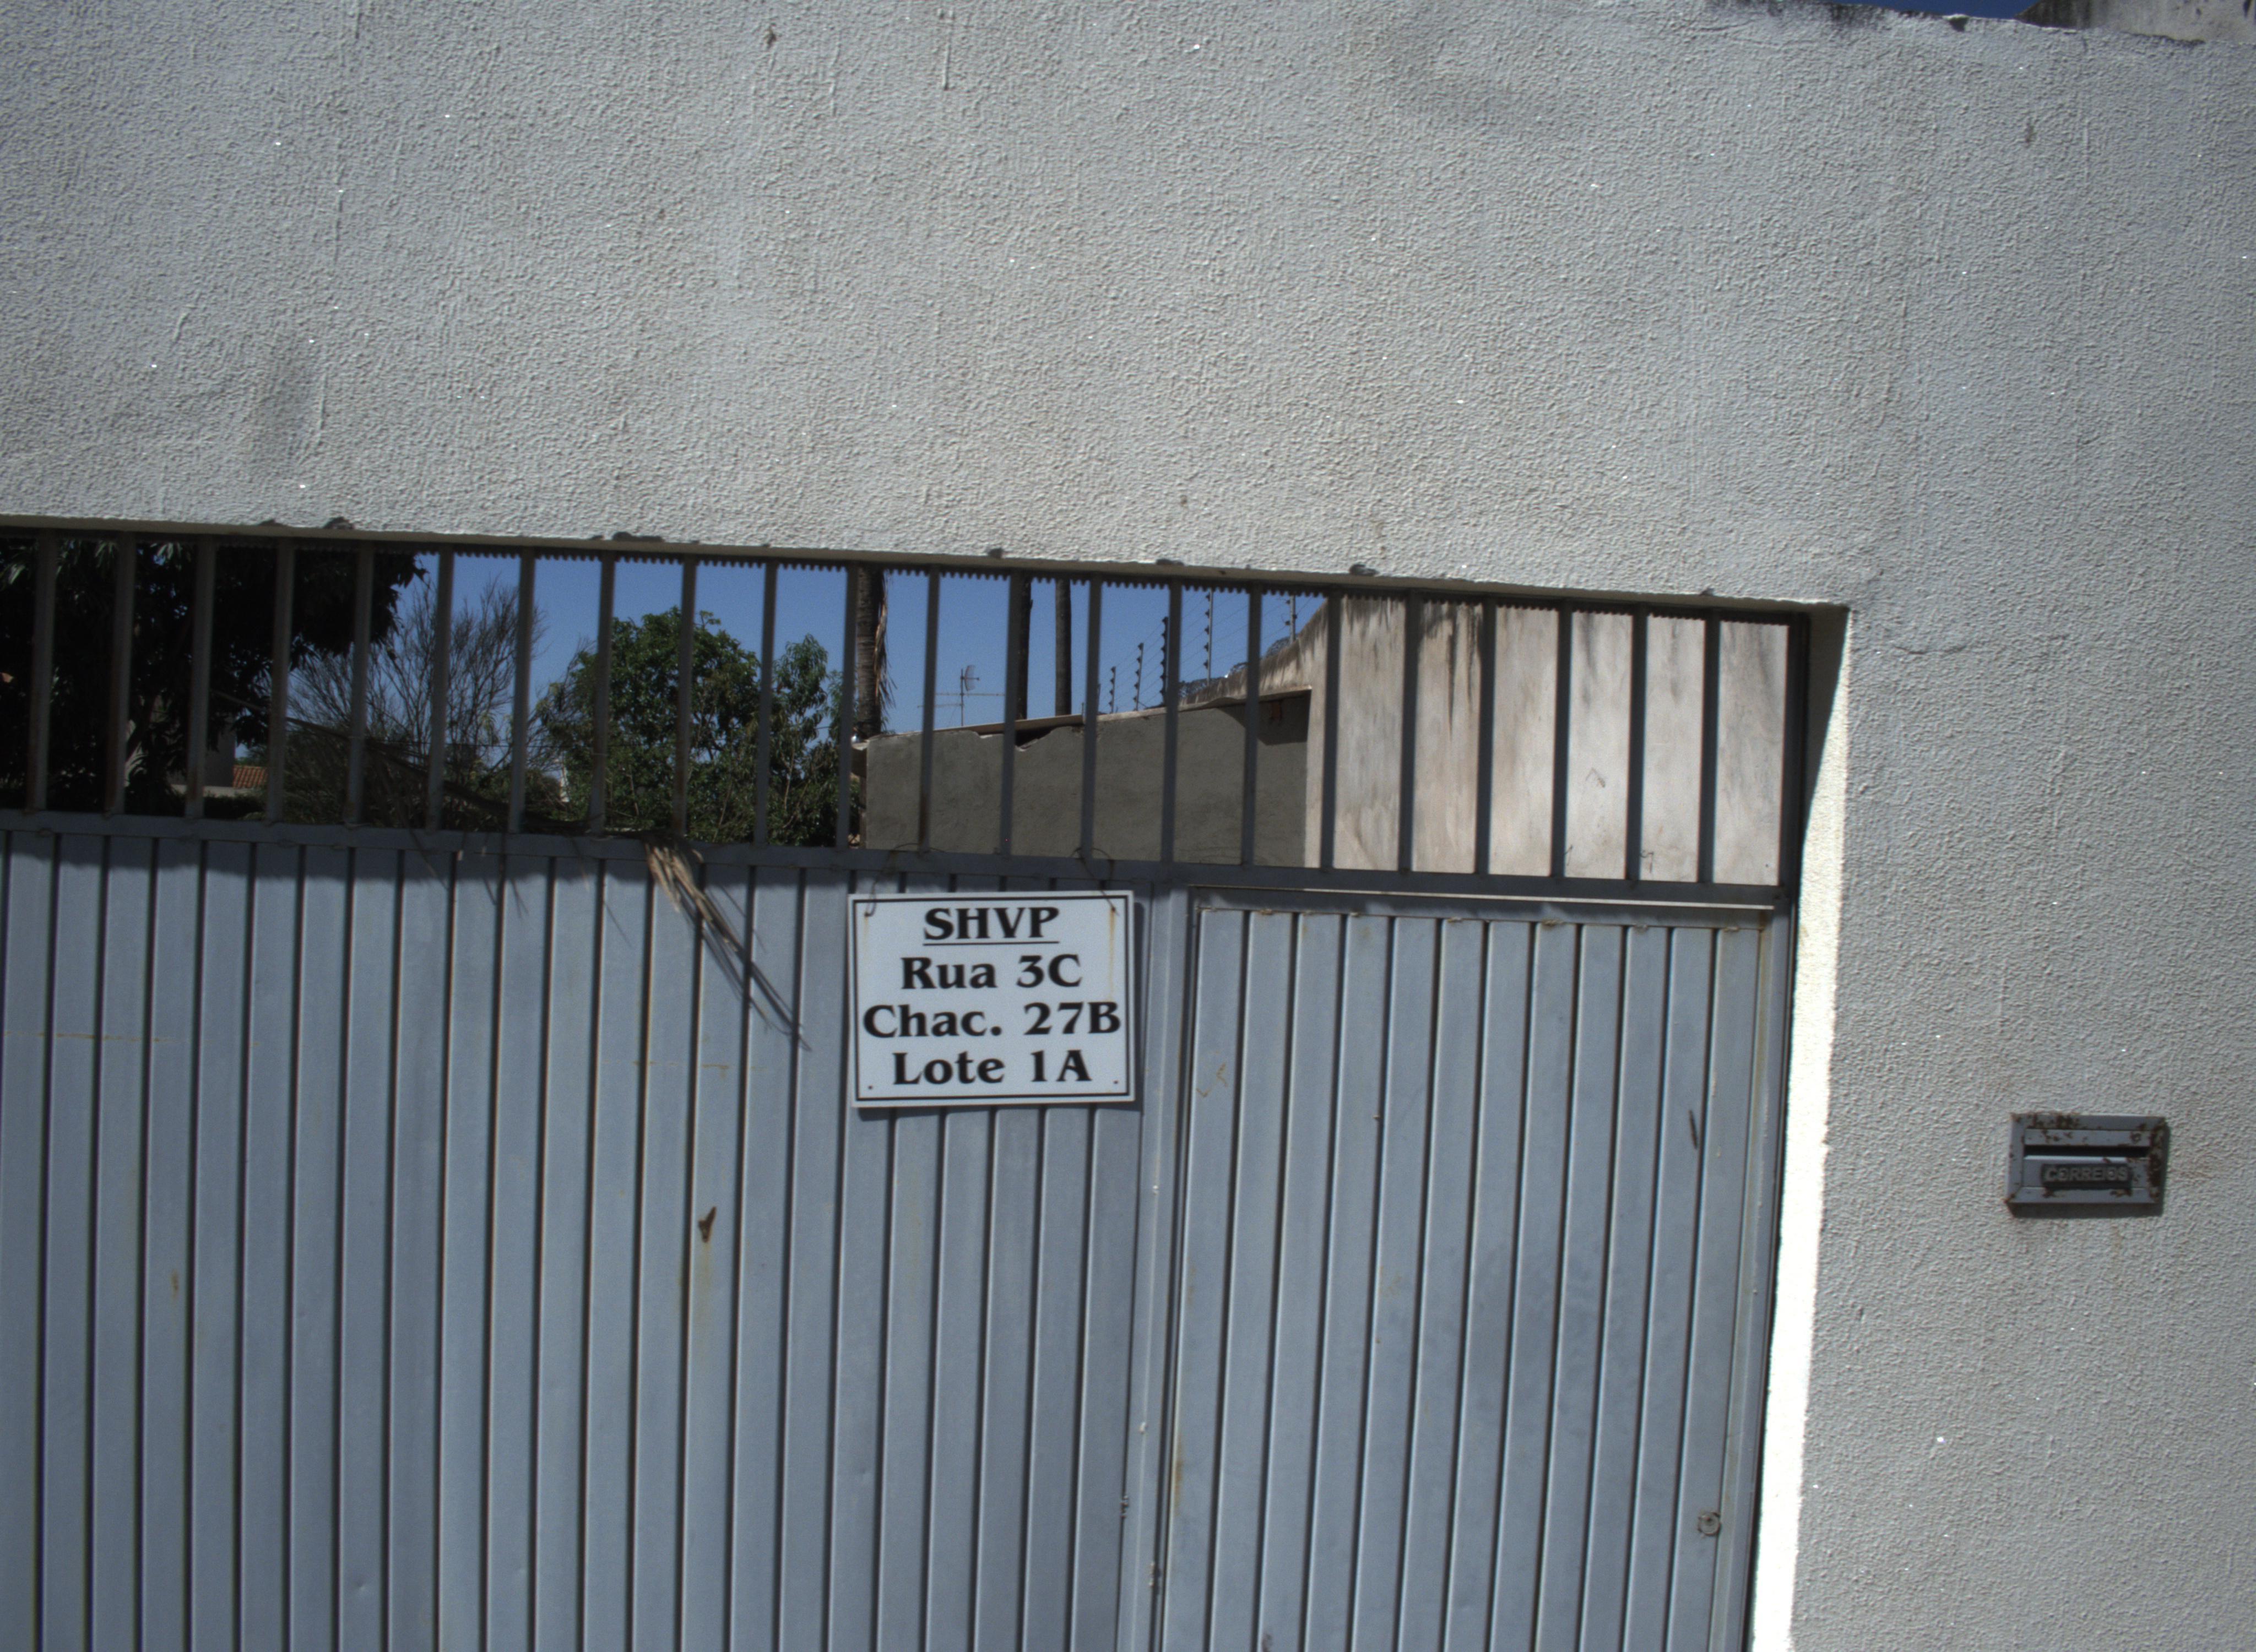 SHVP
Rua 3C
Chac. 27B
Lote 1A
CORREIOS